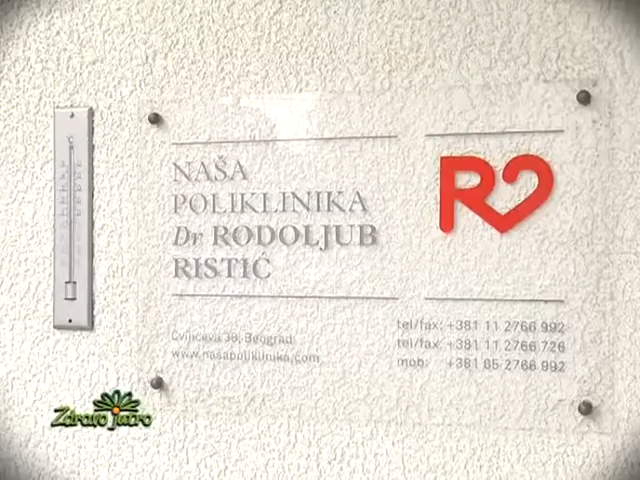 NAŠA
POLIKLINIKA
Dr RODOLJUB
RISTIĆ
R
Cvijićeva 38, Beograd
www.nasapoliklinika.com
tel/fax: +381 11 2766 992
tel/fax: +381 11 2766 726
mob: +381 65 2766 992
Zdravo jutro